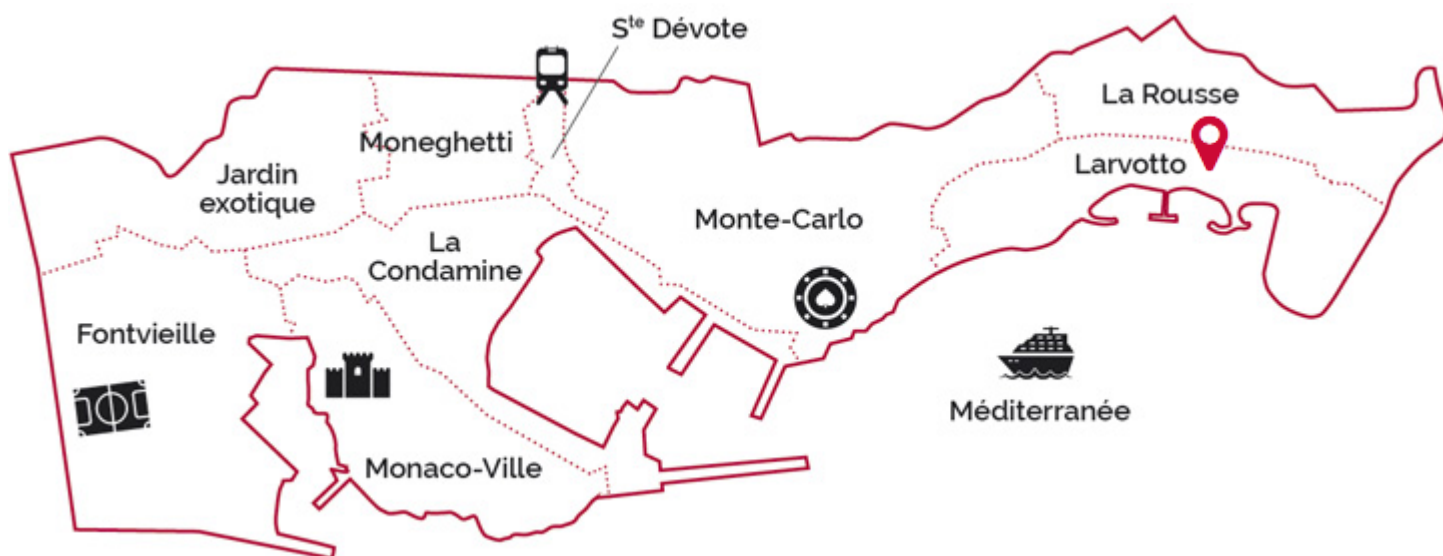 Sᵗᵉ Dévote
La Rousse
Moneghetti
Larvotto
Jardin
exotique
Monte-Carlo
La
Condamine
Fontvieille
Méditerranée
Monaco-Ville